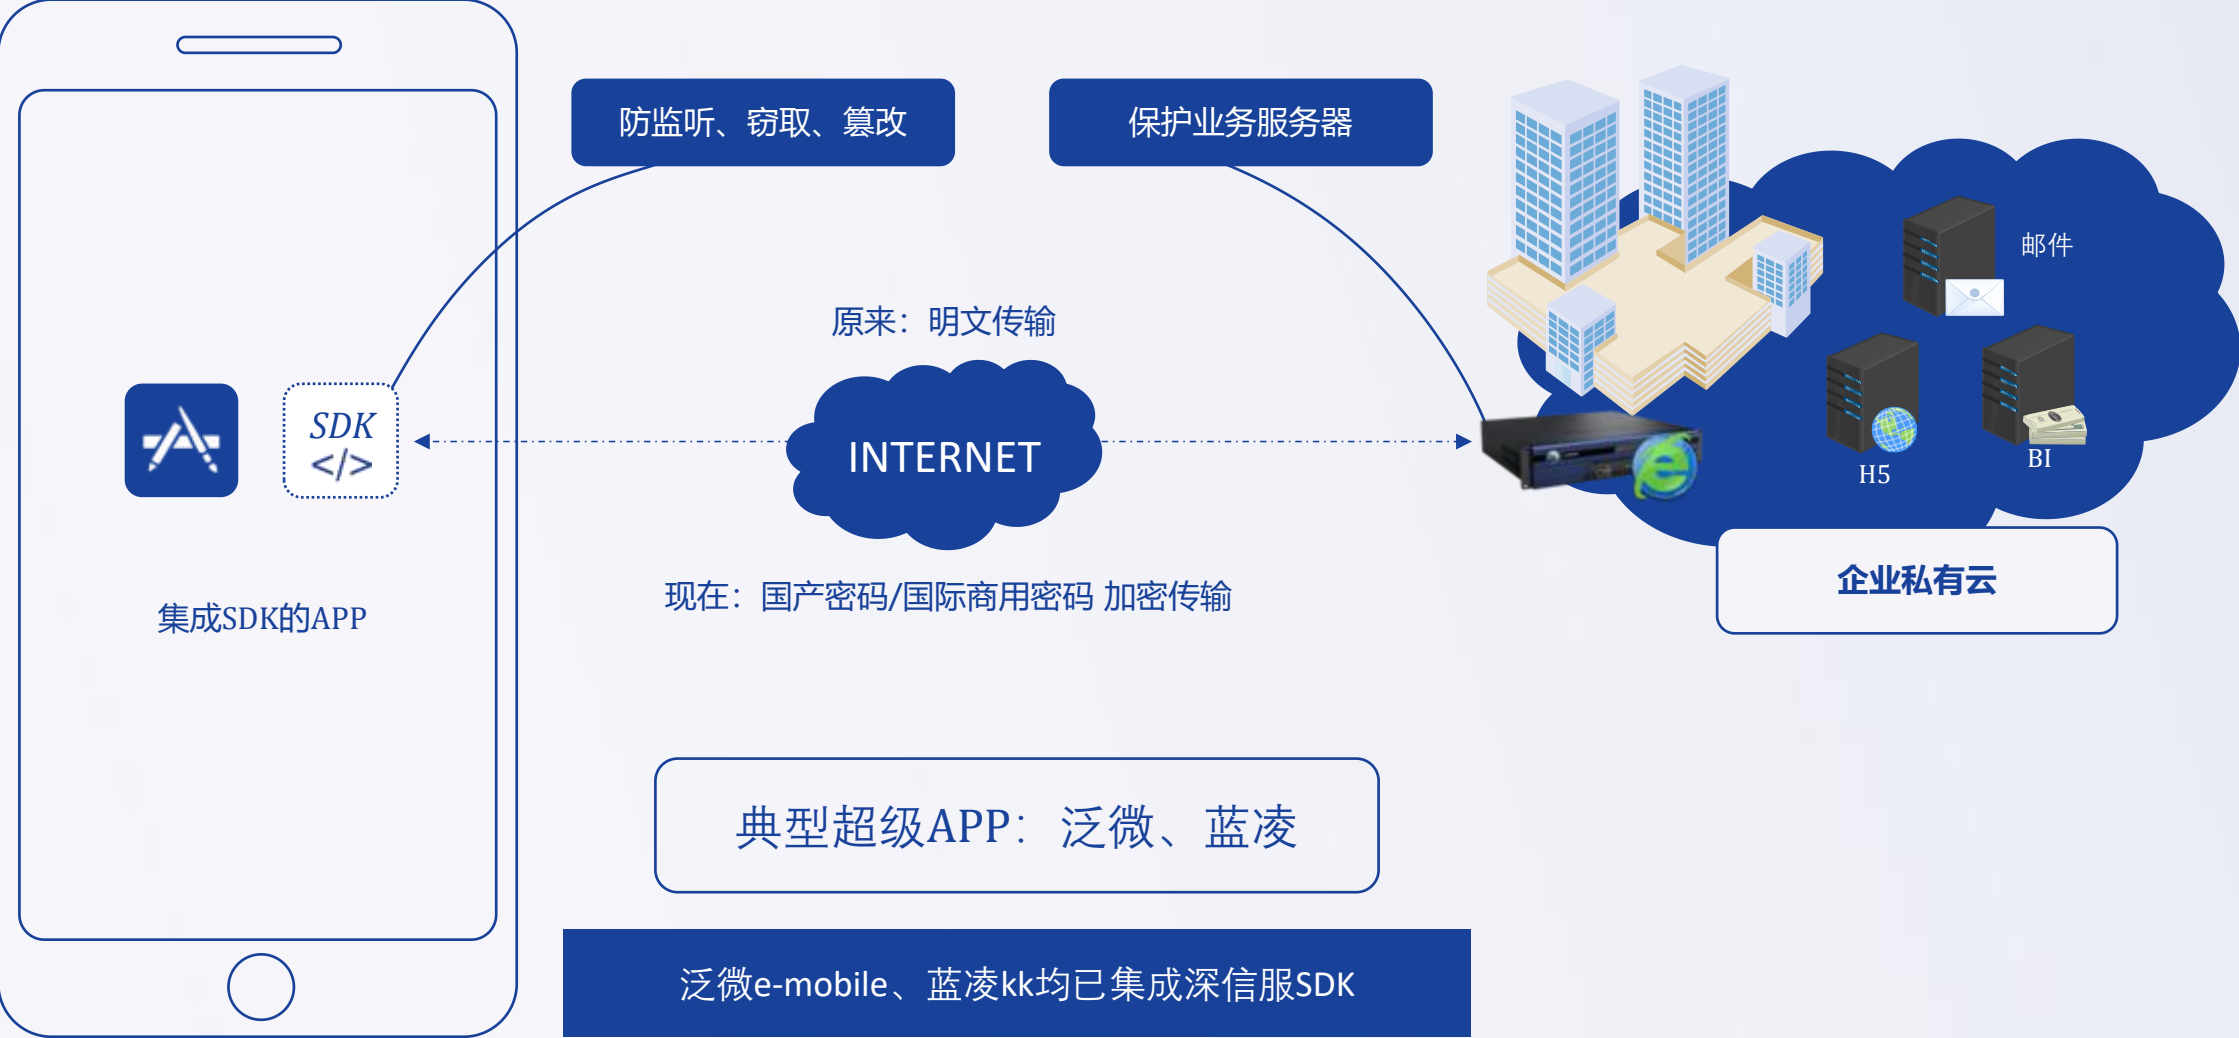 防监听、窃取、篡改
保护业务服务器
邮件
原来：明文传输
SDK
</>
INTERNET
H5
BI
现在：国产密码/国际商用密码 加密传输
企业私有云
集成SDK的APP
典型超级APP：泛微、蓝凌
泛微e-mobile、蓝凌kk均已集成深信服SDK